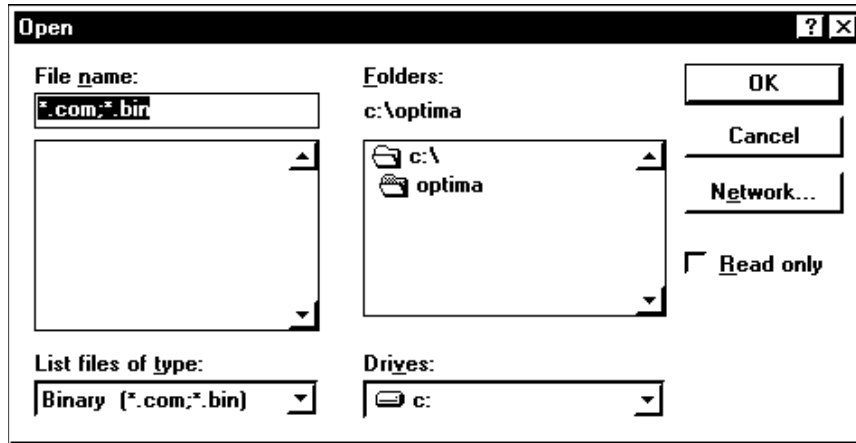 Open
File name:
*.com;*.bin
Folders:
c:\optima
c:\
optima
OK
Cancel
Network...
Read only
List files of type:
Binary (*.com;*.bin)
Drives:
c: